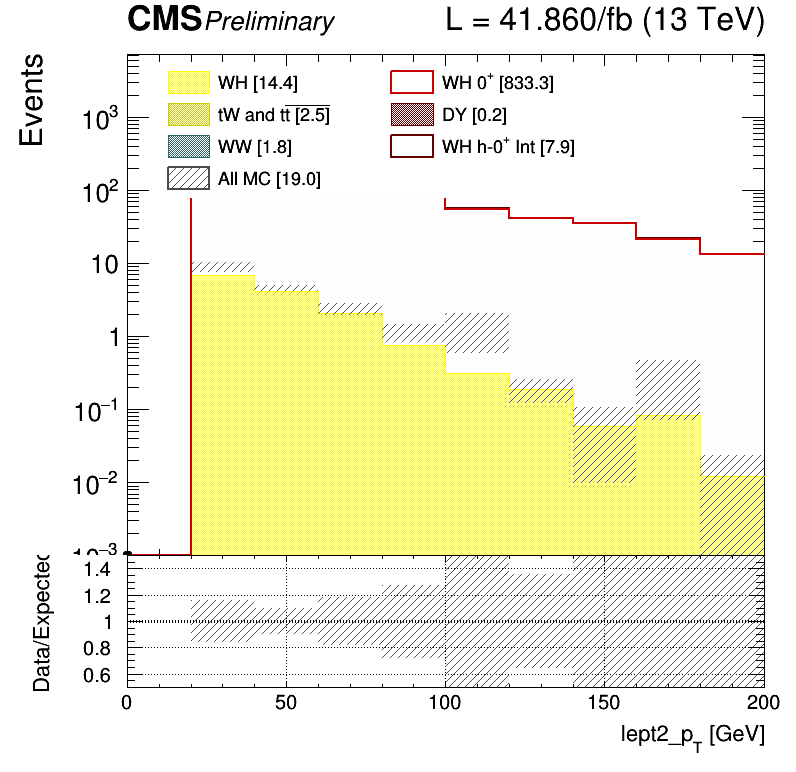 CMS Preliminary L = 41.860/fb (13 TeV)
Events
WH [14.4] WH 0⁺ [833.3]
tW and tt̅ [2.5] DY [0.2]
WW [1.8] WH h-0⁺ Int [7.9]
All MC [19.0]
10³
10²
10
1
10⁻¹
10⁻²
10⁻³
Data/Expected
1.4
1.2
1
0.8
0.6
0 50 100 150 200
lept2_p_T [GeV]